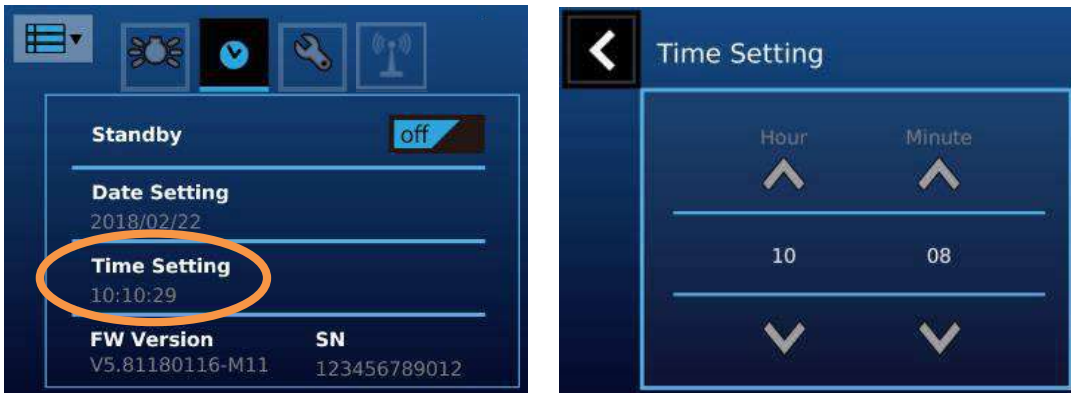 Standby
off
Date Setting
2018/02/22
Time Setting
10:10:29
FW Version SN
V5.81180116-M11 123456789012
Time Setting
Hour Minute
10 08